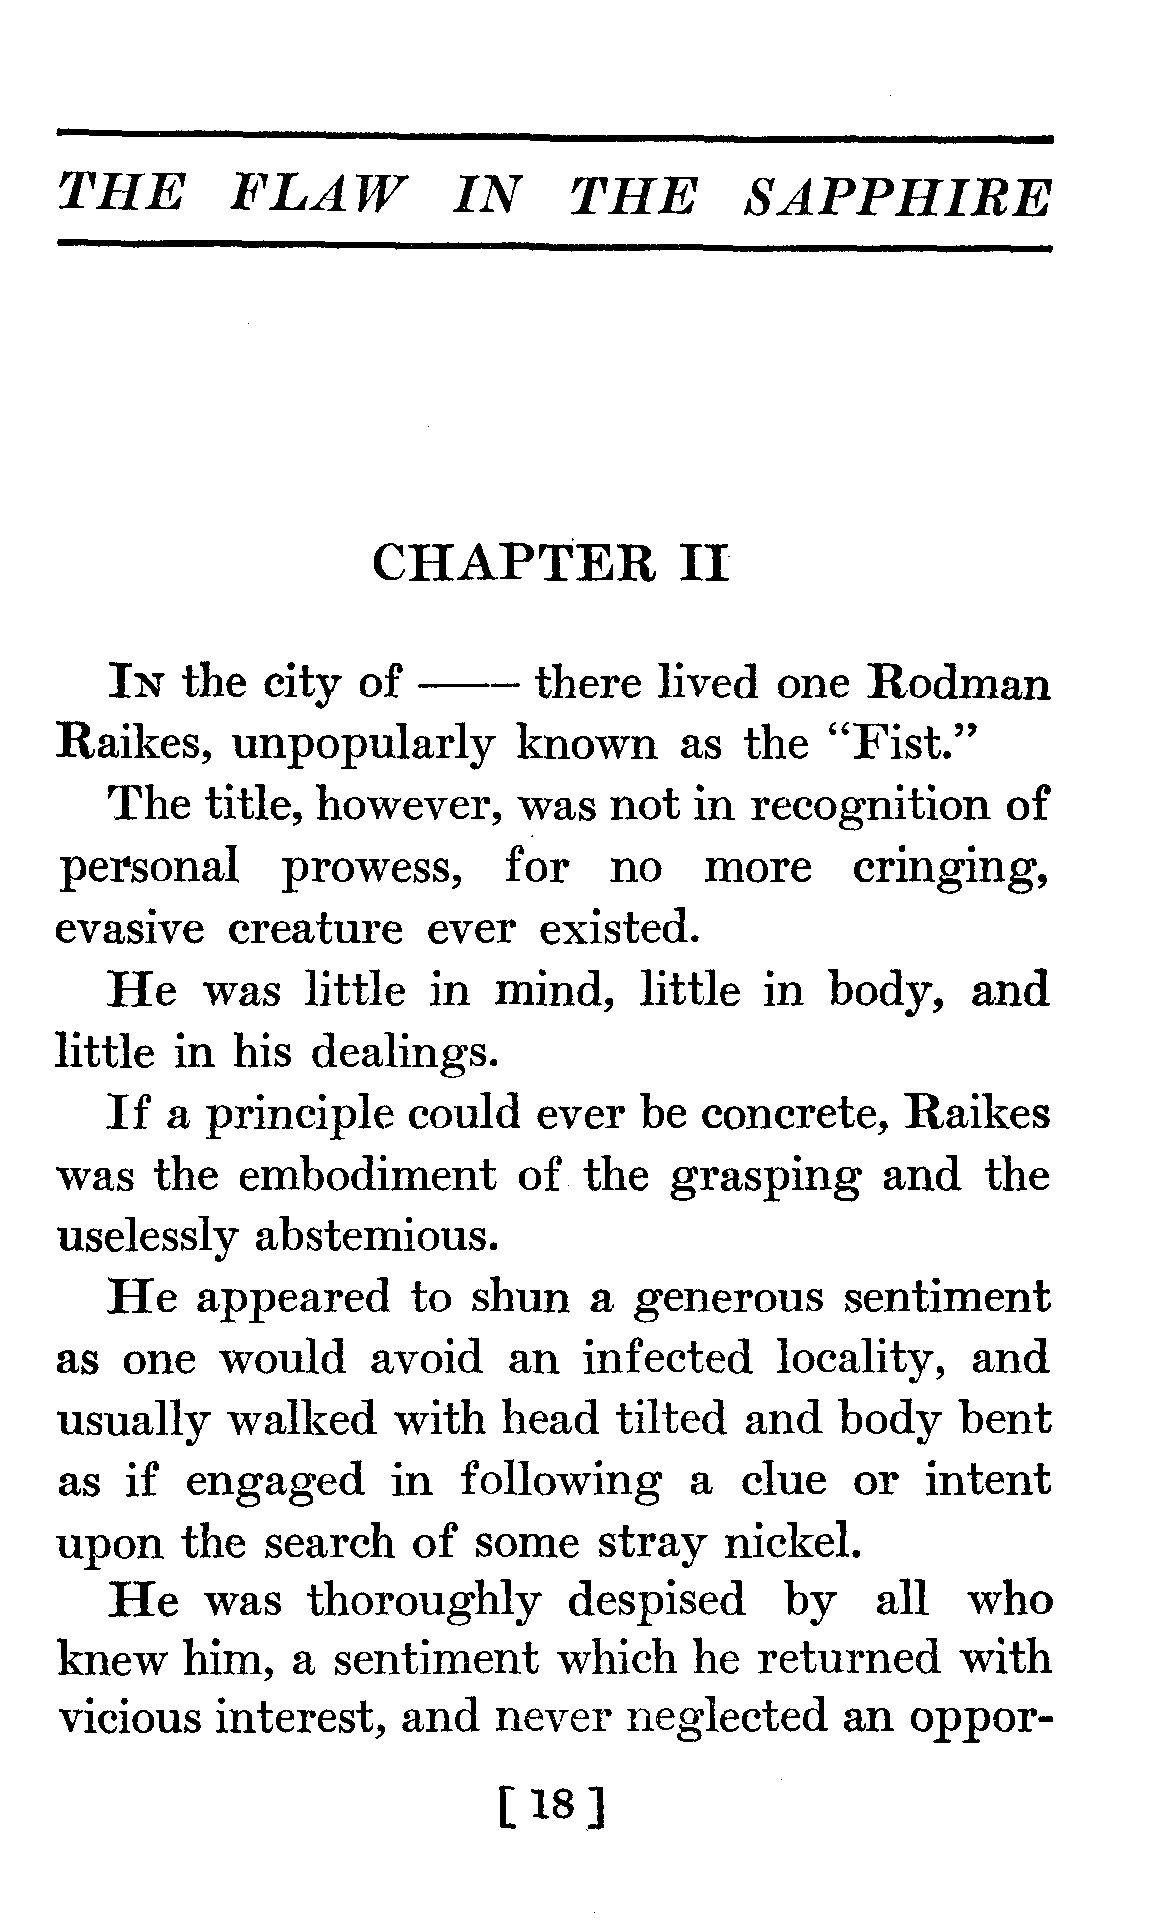 THE FLAW IN THE SAPPHIRE
CHAPTER II
IN the city of —— there lived one Rodman
Raikes, unpopularly known as the “Fist.”
The title, however, was not in recognition of
personal prowess, for no more cringing,
evasive creature ever existed.
He was little in mind, little in body, and
little in his dealings.
If a principle could ever be concrete, Raikes
was the embodiment of the grasping and the
uselessly abstemious.
He appeared to shun a generous sentiment
as one would avoid an infected locality, and
usually walked with head tilted and body bent
as if engaged in following a clue or intent
upon the search of some stray nickel.
He was thoroughly despised by all who
knew him, a sentiment which he returned with
vicious interest, and never neglected an oppor-
[ 18 ]